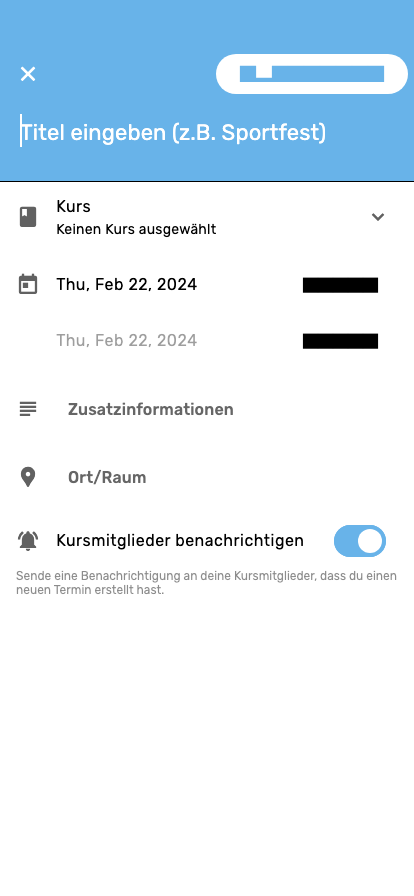 Titel eingeben (z.B. Sportfest)
Kurs
Keinen Kurs ausgewählt
Thu, Feb 22, 2024
Thu, Feb 22, 2024
Zusatzinformationen
Ort/Raum
Kursmitglieder benachrichtigen
Sende eine Benachrichtigung an deine Kursmitglieder, dass du einen
neuen Termin erstellt hast.